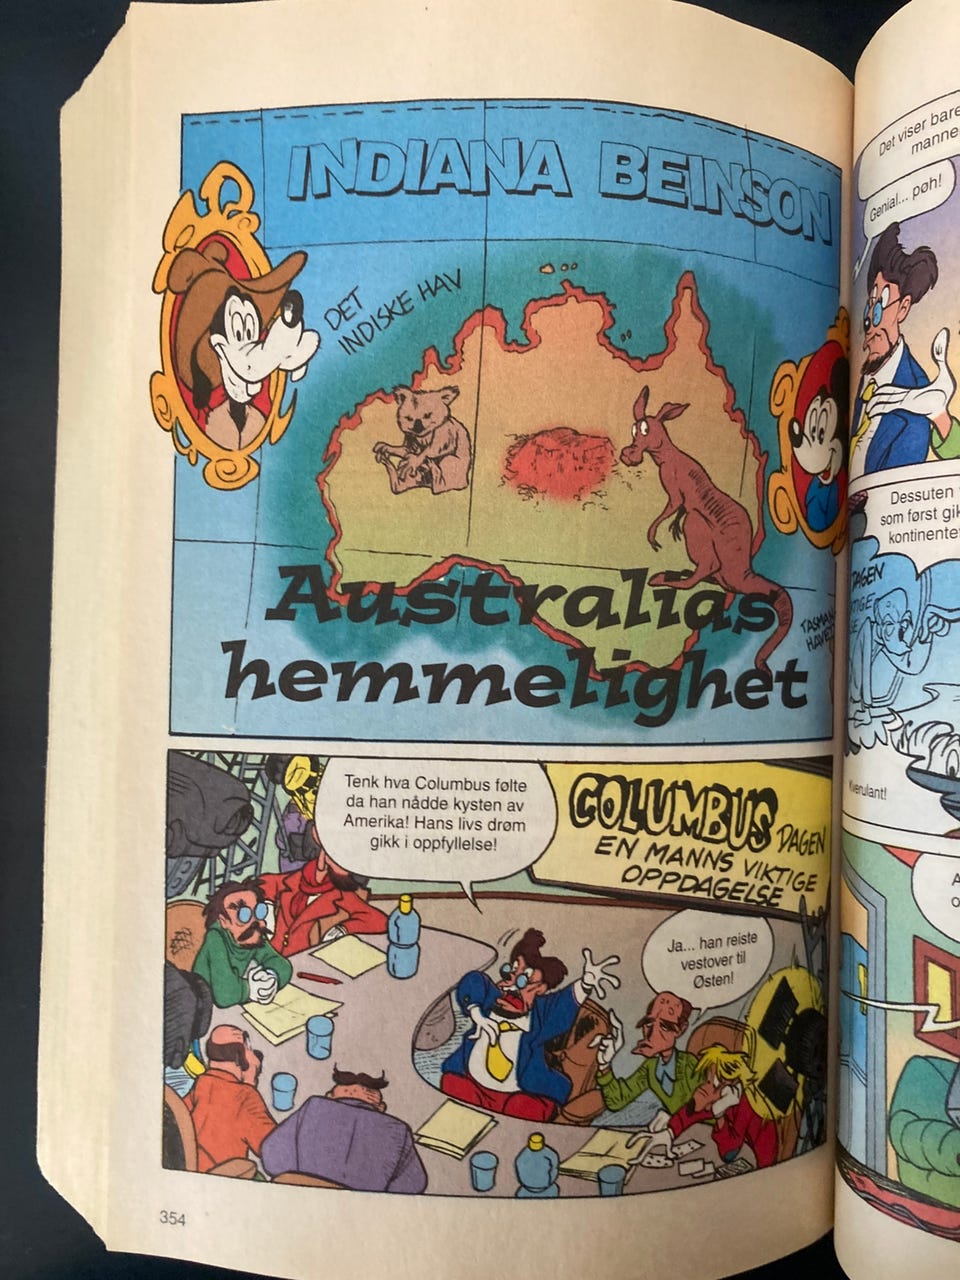 INDIANA BEINSON
DET
INDISKE HAV
Australias
hemmelighet
Tenk hva Columbus følte
da han nådde kysten av
Amerika! Hans livs drøm
gikk i oppfyllelse!
COLUMBUS
DAGEN
EN MANNS VIKTIGE
OPPDAGELSE
Ja... han reiste
vestover til
Østen!
354
Det viser bare
manne
Genial... pøh!
Dessuten
som først gik
kontinentet
DAGEN
Kverulant!